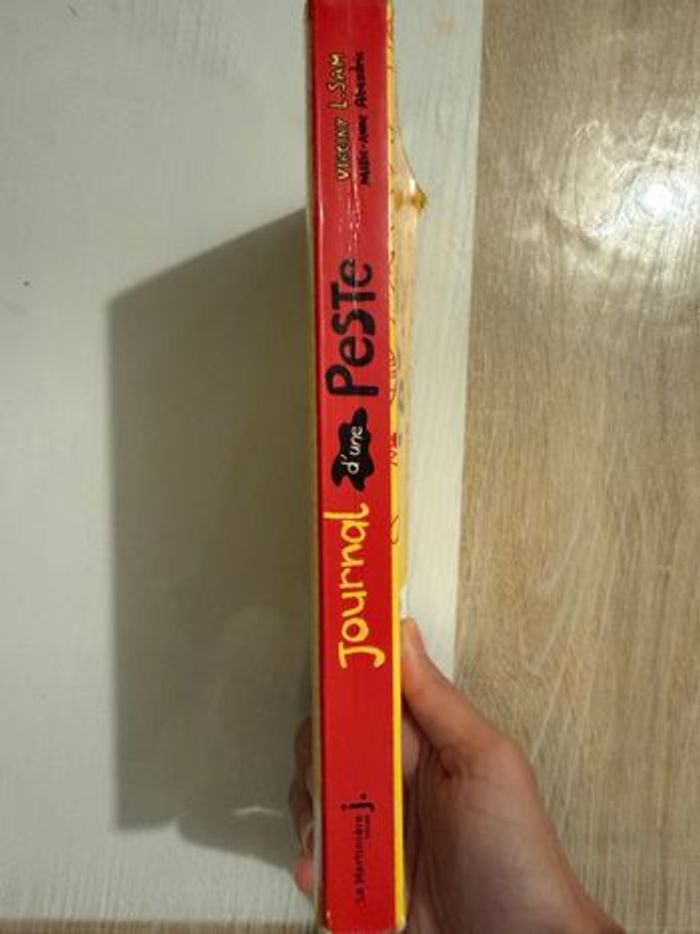 Journal d'une PeSTe
VIRGINY L. SAM
MARIE-ANNE Abesdris
La Martinière j.